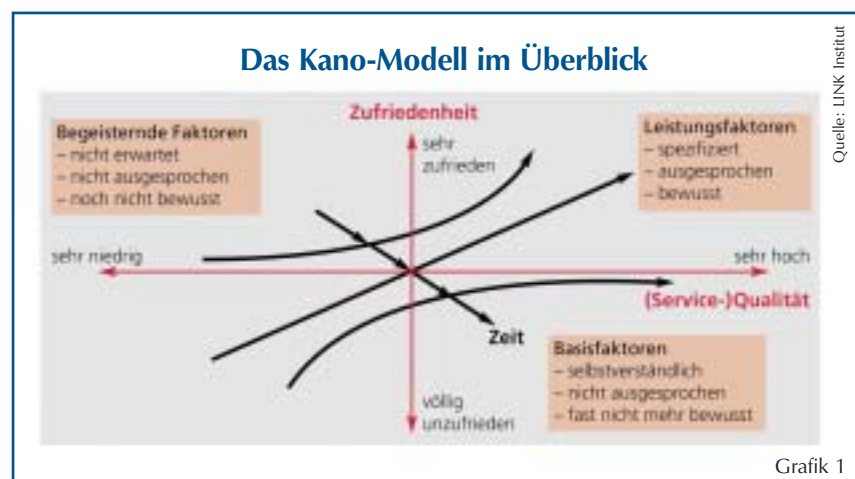 Das Kano-Modell im Überblick
Quelle: LINK Institut
Zufriedenheit
Begeisternde Faktoren
– nicht erwartet
– nicht ausgesprochen
– noch nicht bewusst
sehr
zufrieden
Leistungsfaktoren
– spezifiziert
– ausgesprochen
– bewusst
sehr niedrig
sehr hoch
(Service-)Qualität
Zeit
Basisfaktoren
– selbstverständlich
– nicht ausgesprochen
– fast nicht mehr bewusst
völlig
unzufrieden
Grafik 1